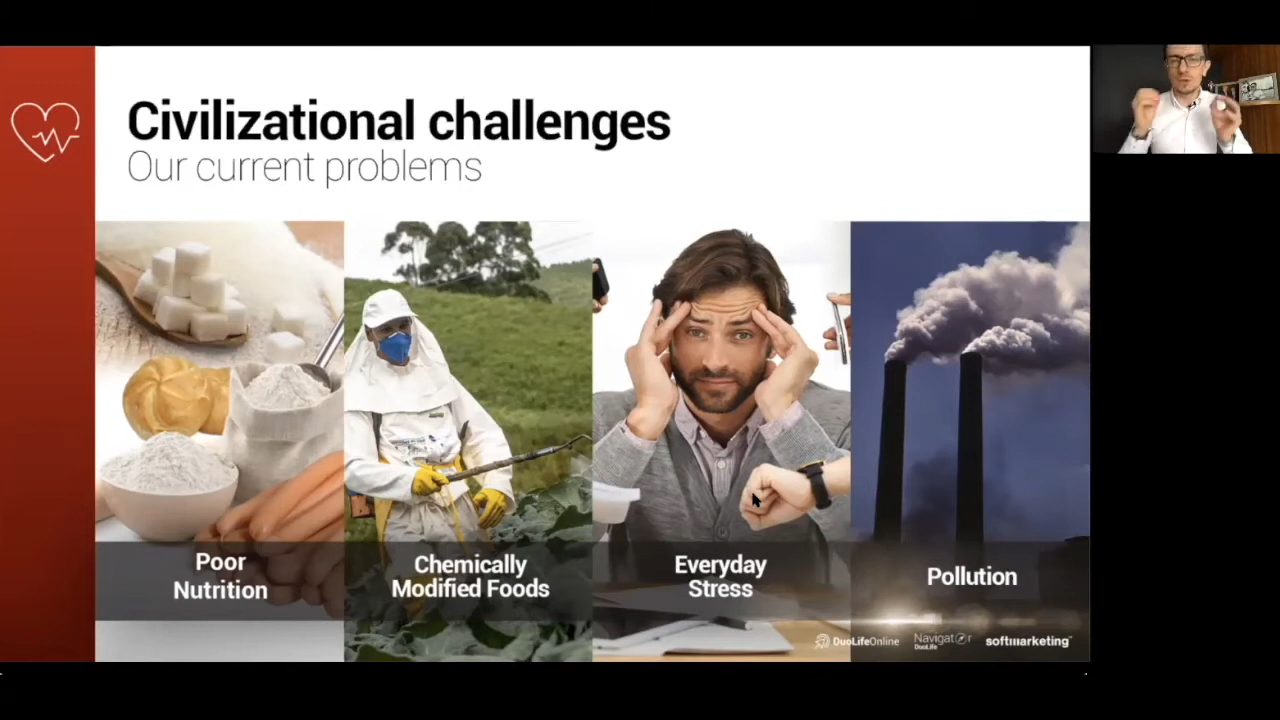 Civilizational challenges
Our current problems
Poor
Nutrition
Chemically
Modified Foods
Everyday
Stress
Pollution
DuoLifeOnline
Navigator
DuoLife
softmarketing